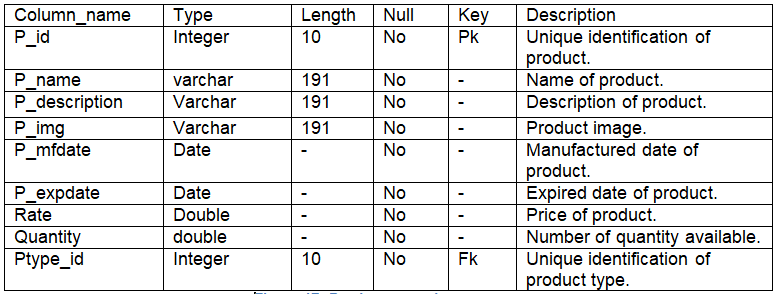 Column_name Type Length Null Key Description
P_id Integer 10 No Pk Unique identification of
product.
P_name varchar 191 No - Name of product.
P_description Varchar 191 No - Description of product.
P_img Varchar 191 No - Product image.
P_mfdate Date - No - Manufactured date of
product.
P_expdate Date - No - Expired date of product.
Rate Double - No - Price of product.
Quantity double - No - Number of quantity available.
Ptype_id Integer 10 No Fk Unique identification of
product type.